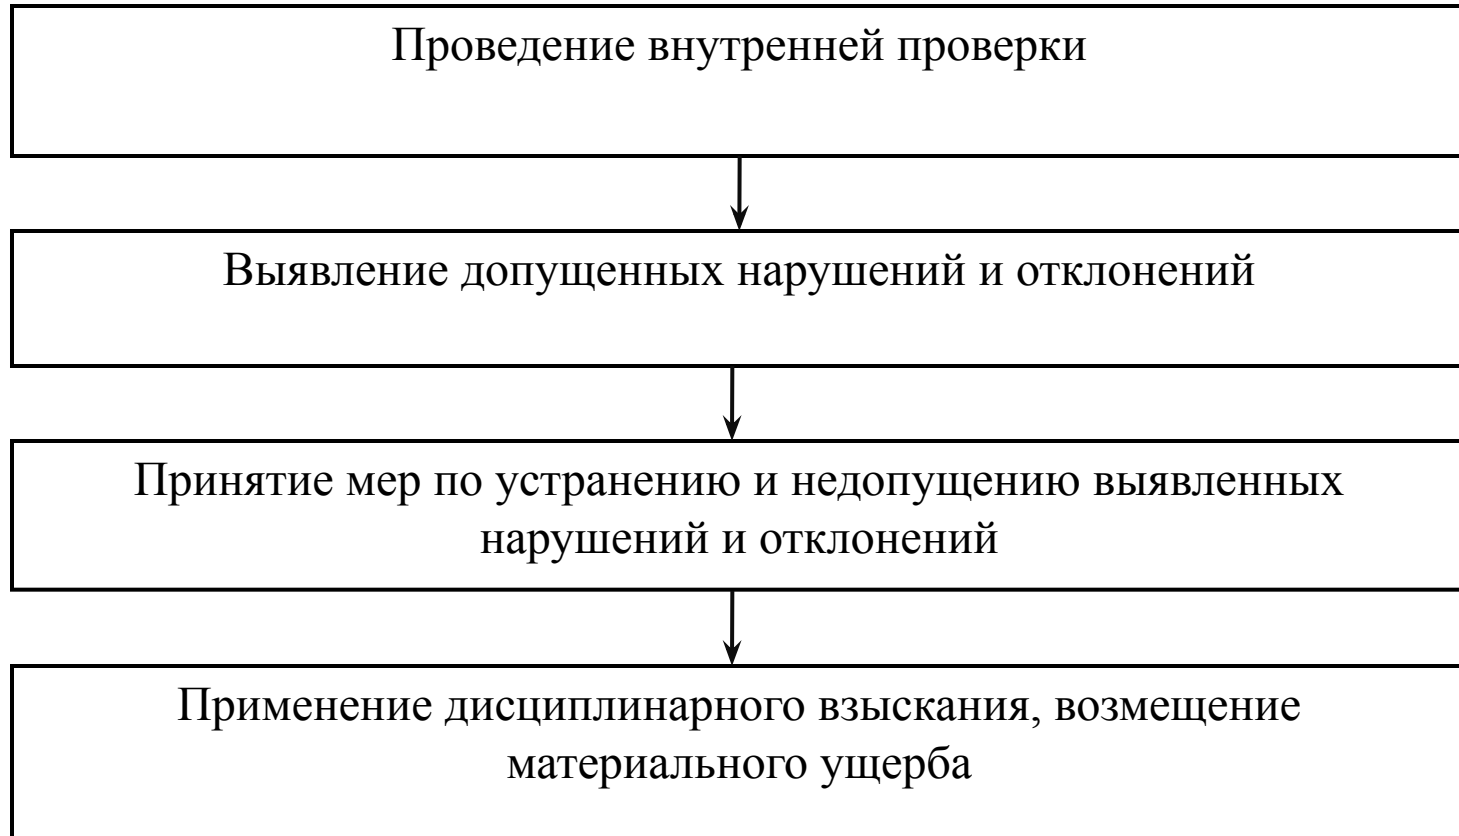 Проведение внутренней проверки
Выявление допущенных нарушений и отклонений
Принятие мер по устранению и недопущению выявленных
нарушений и отклонений
Применение дисциплинарного взыскания, возмещение
материального ущерба